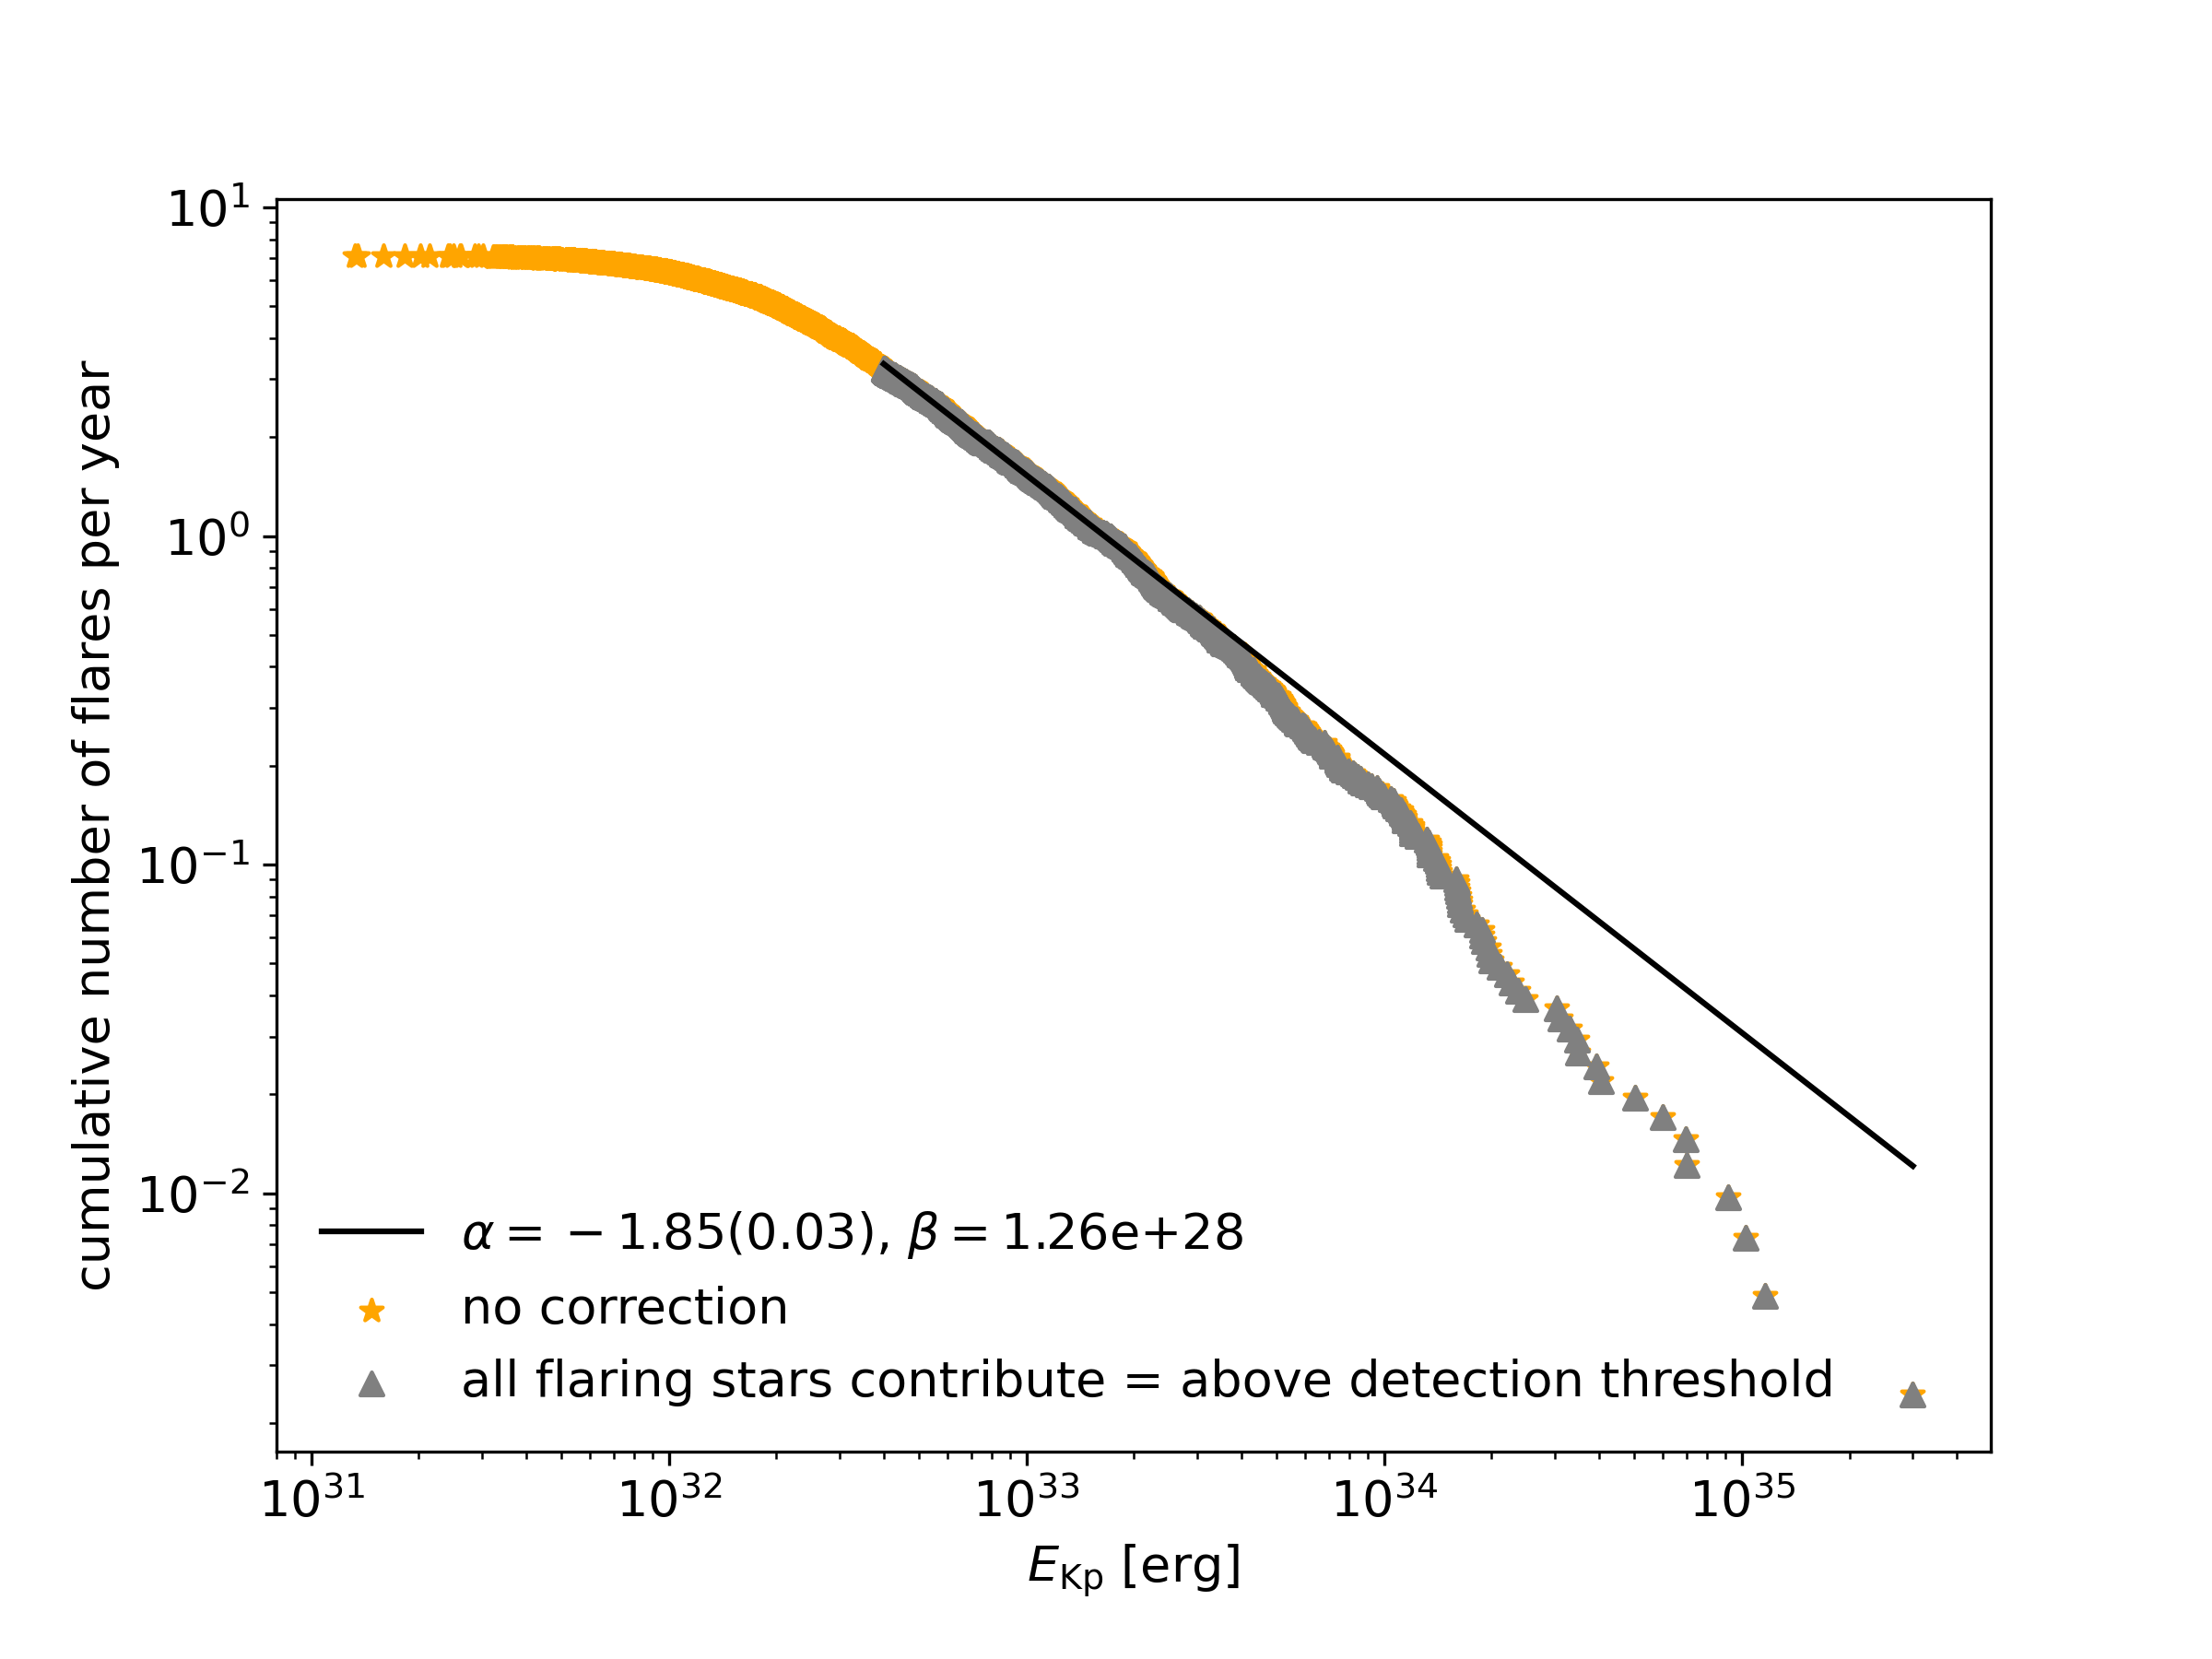 10¹
10⁰
10⁻¹
10⁻²
cumulative number of flares per year
α = − 1.85(0.03), β = 1.26e+28
no correction
all flaring stars contribute = above detection threshold
10³¹ 10³² 10³³ 10³⁴ 10³⁵
E_Kp [erg]